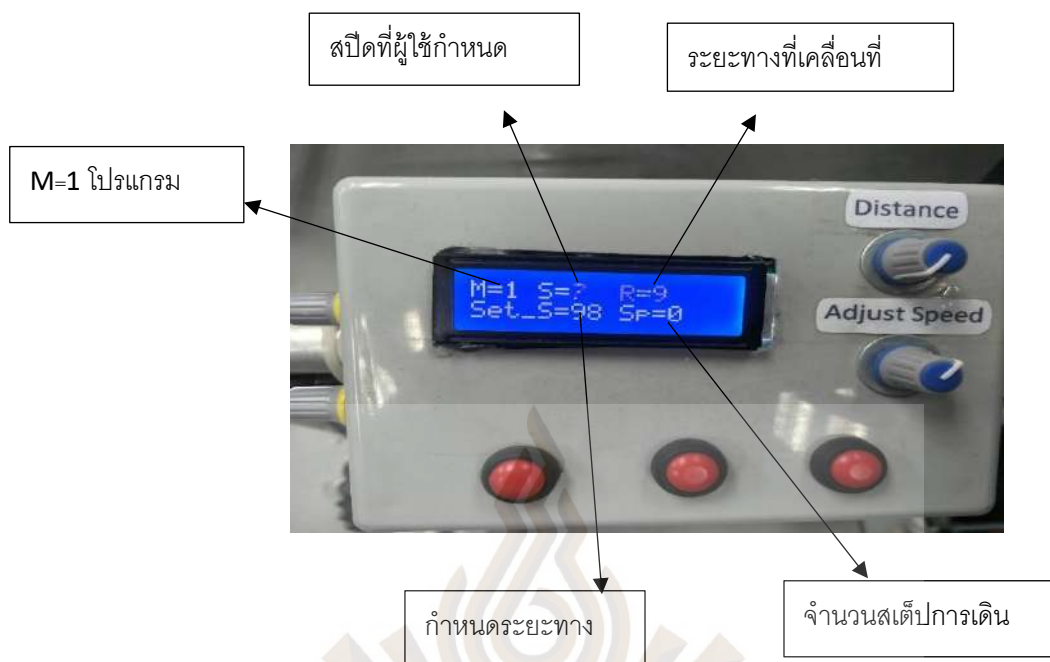 สปีดที่ผู้ใช้กำหนด
ระยะทางที่เคลื่อนที่
M=1 โปรแกรม
Distance
M=1 S=? R=9
Set_S=98 Sp=0
Adjust Speed
กำหนดระยะทาง
จำนวนสเต็ปการเดิน